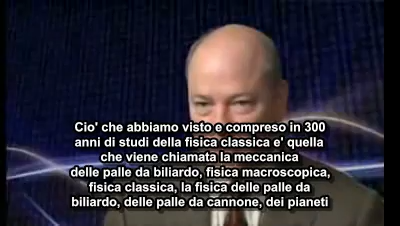 Cio' che abbiamo visto e compreso in 300
anni di studi della fisica classica e' quella
che viene chiamata la meccanica
delle palle da biliardo, fisica macroscopica,
fisica classica, la fisica delle palle da
biliardo, delle palle da cannone, dei pianeti